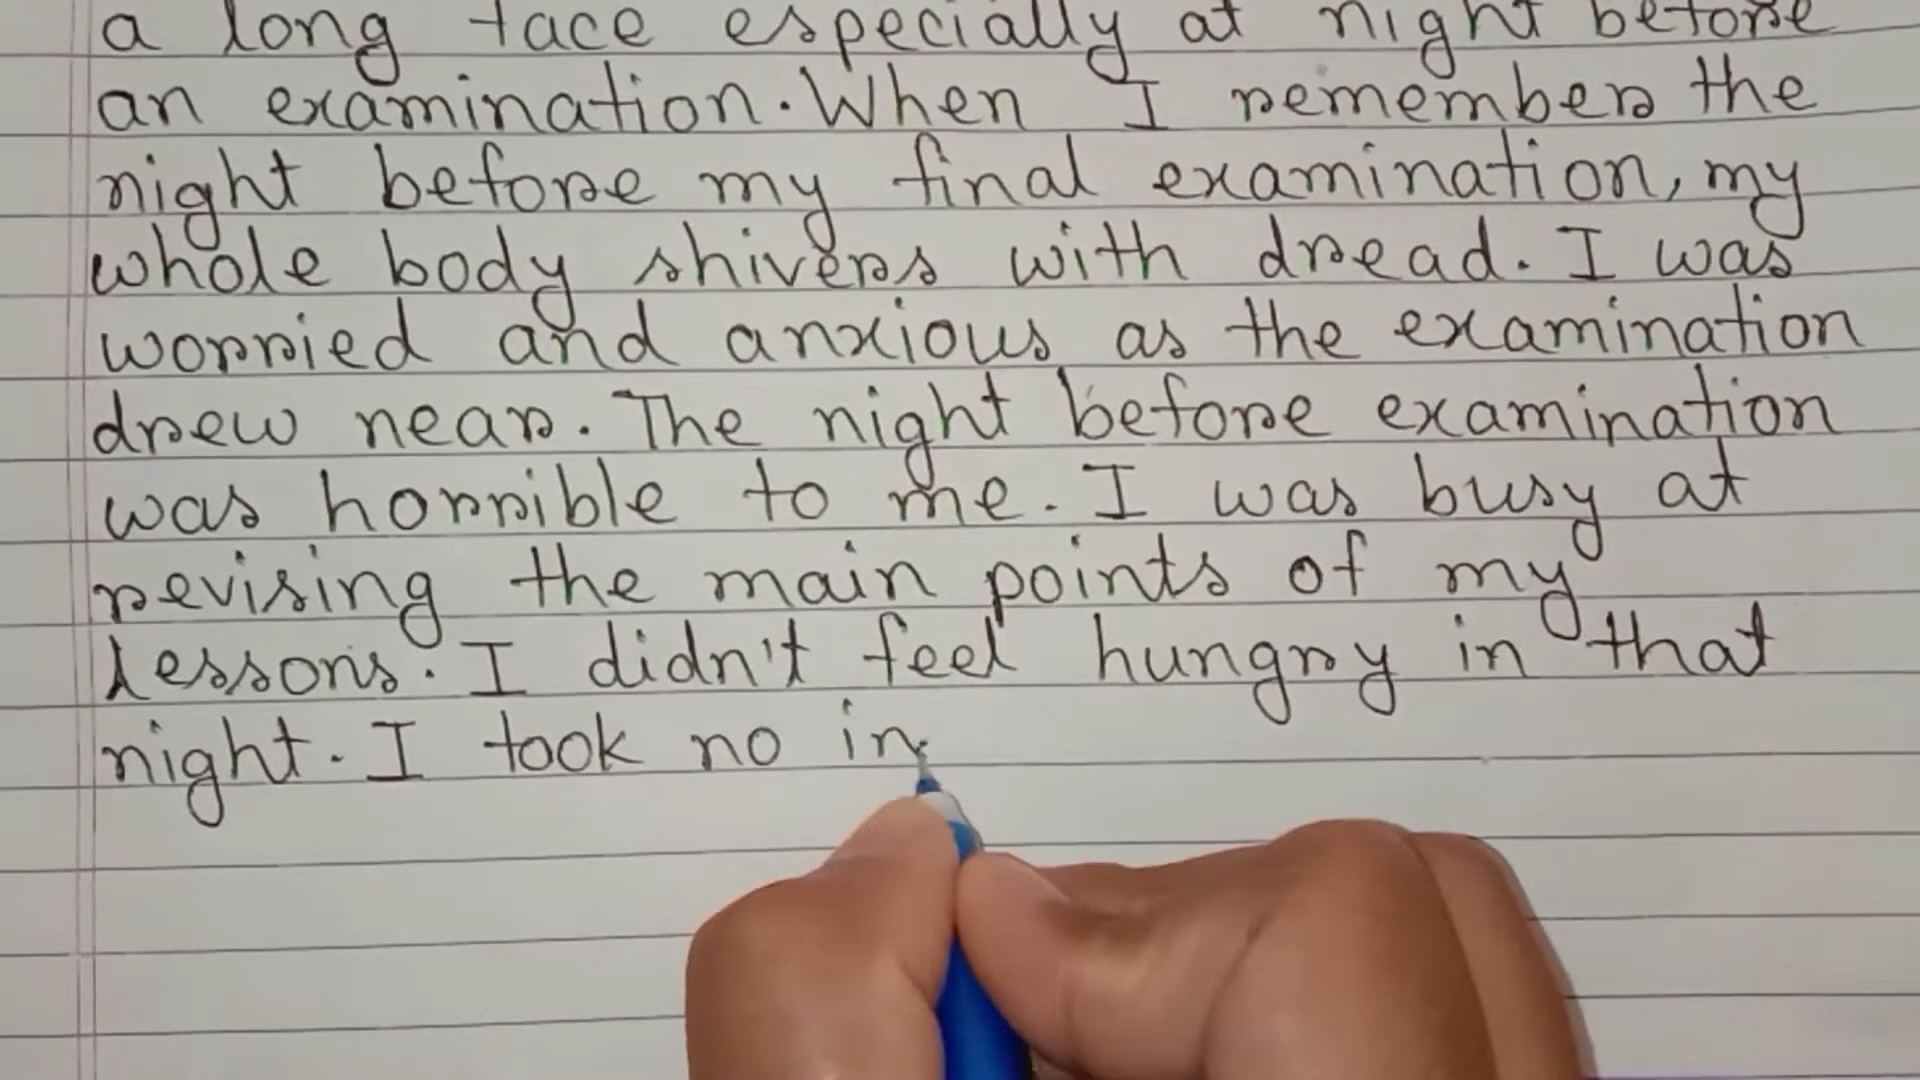 a long face especially at night before
an examination. When I remember the
night before my final examination, my
whole body shivers with dread. I was
worried and anxious as the examination
drew near. The night before examination
was horrible to me. I was busy at
revising the main points of my
lessons. I didn't feel hungry in that
night. I took no in